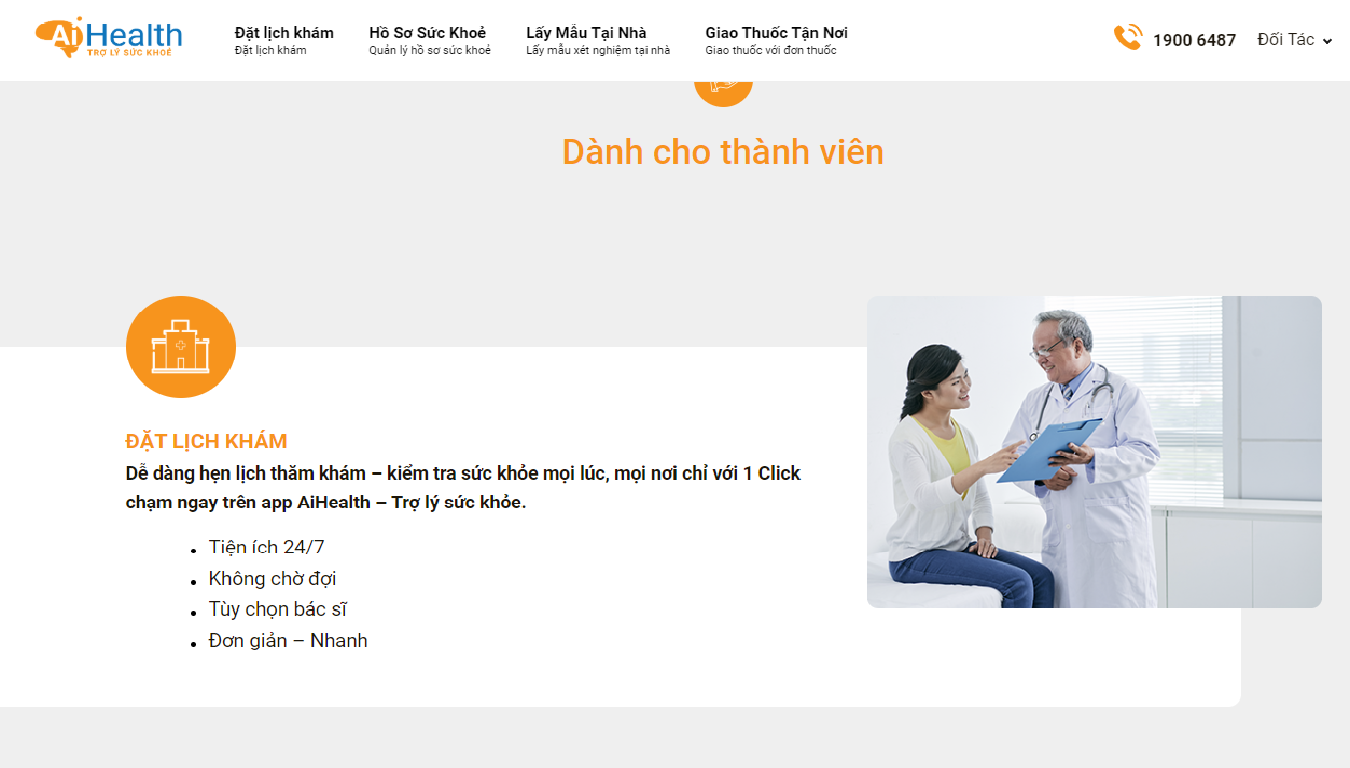 AiHealth
TRỢ LÝ SỨC KHOẺ
Đặt lịch khám
Đặt lịch khám
Hồ Sơ Sức Khoẻ
Quản lý hồ sơ sức khoẻ
Lấy Mẫu Tại Nhà
Lấy mẫu xét nghiệm tại nhà
Giao Thuốc Tận Nơi
Giao thuốc với đơn thuốc
1900 6487
Đối Tác
Dành cho thành viên
ĐẶT LỊCH KHÁM
Dễ dàng hẹn lịch thăm khám – kiểm tra sức khỏe mọi lúc, mọi nơi chỉ với 1 Click
chạm ngay trên app AiHealth – Trợ lý sức khỏe.
Tiện ích 24/7
Không chờ đợi
Tùy chọn bác sĩ
Đơn giản – Nhanh